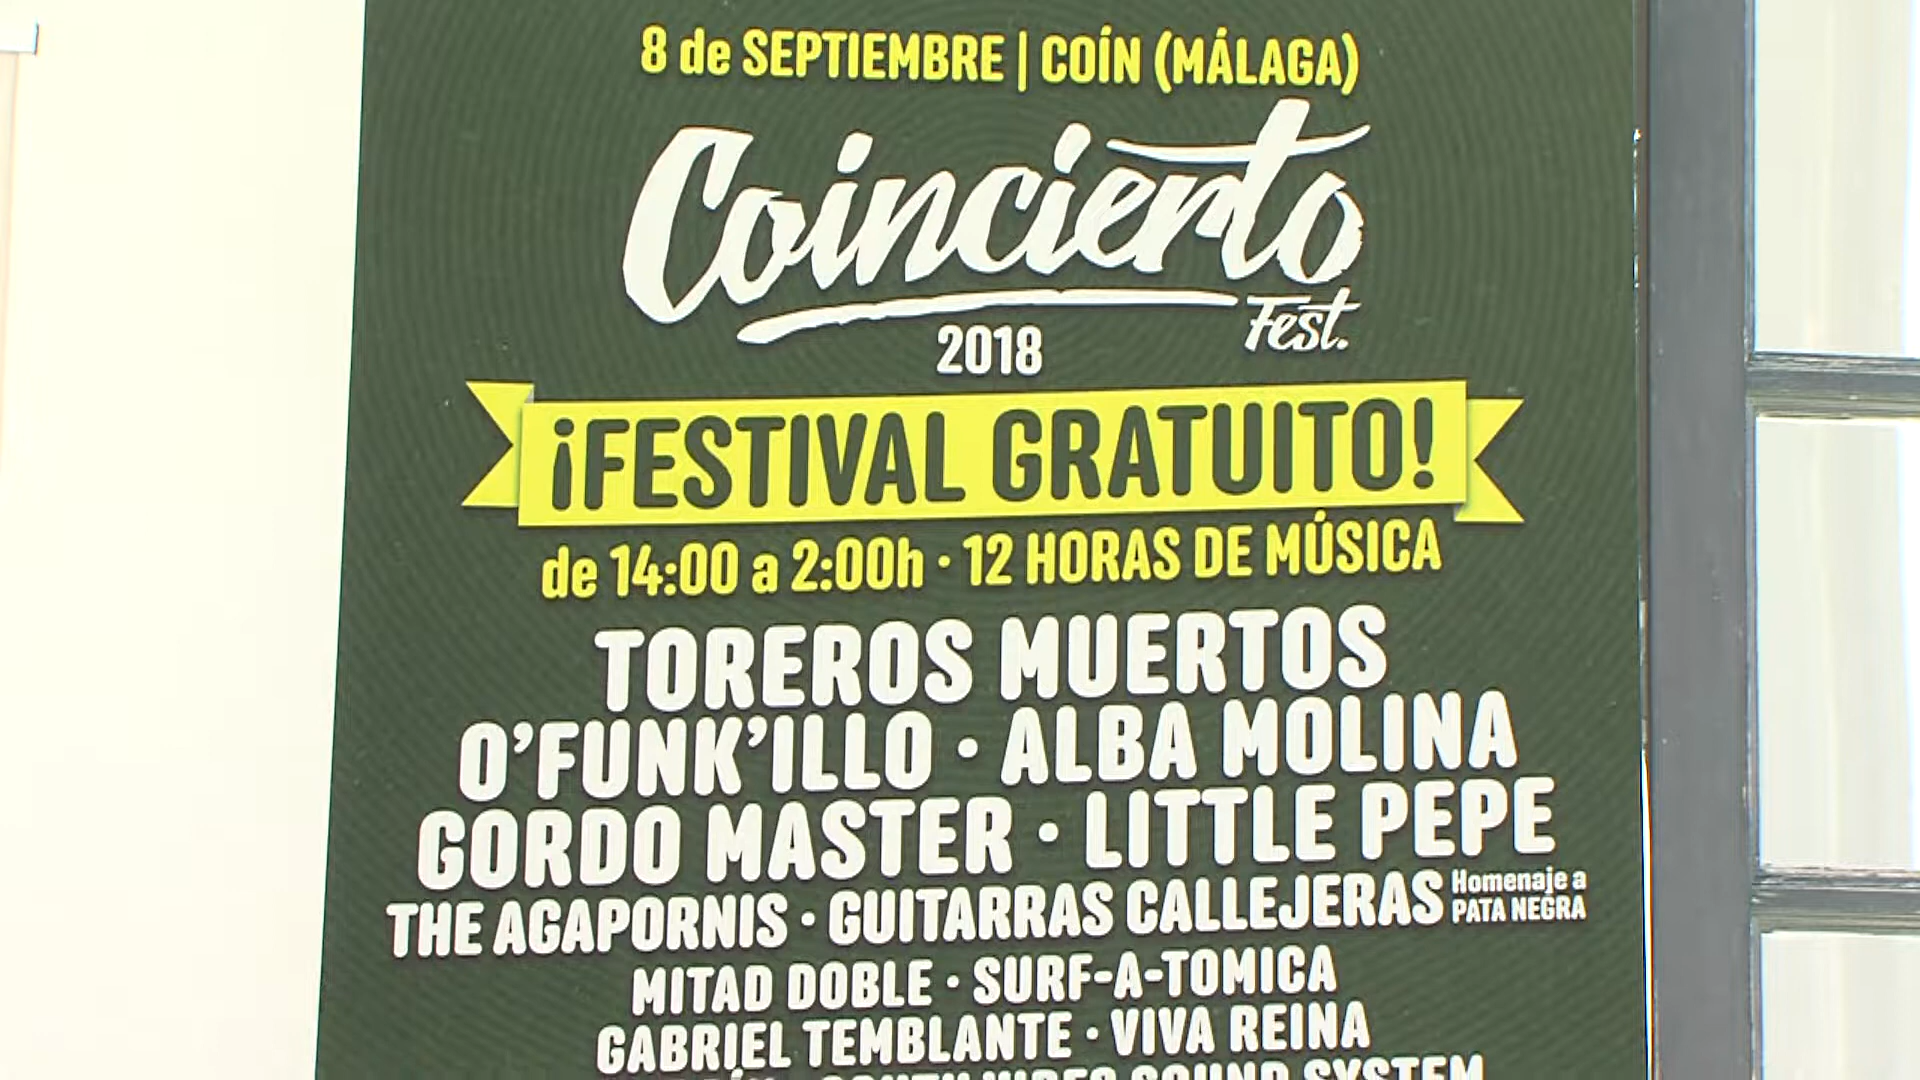 8 de SEPTIEMBRE | COÍN (MÁLAGA)
Coincierto
Fest.
2018
¡FESTIVAL GRATUITO!
de 14:00 a 2:00h · 12 HORAS DE MÚSICA
TOREROS MUERTOS
O'FUNK'ILLO · ALBA MOLINA
GORDO MASTER · LITTLE PEPE
THE AGAPORNIS · GUITARRAS CALLEJERAS Homenaje a
PATA NEGRA
MITAD DOBLE · SURF-A-TOMICA
GABRIEL TEMBLANTE · VIVA REINA
SOUND SYSTEM